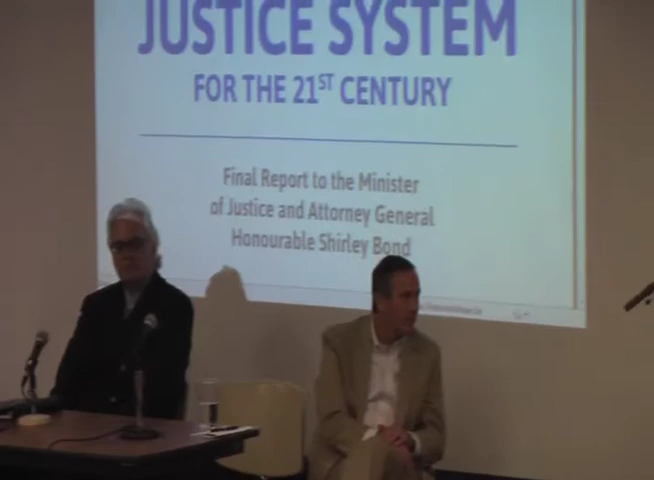 JUSTICE SYSTEM
FOR THE 21ST CENTURY
Final Report to the Minister
of Justice and Attorney General
Honourable Shirley Bond